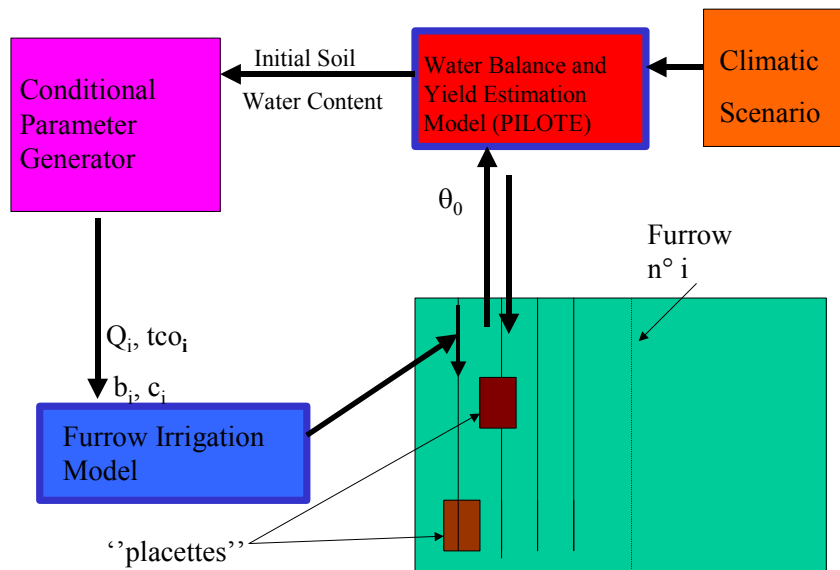 Conditional
Parameter
Generator
Initial Soil
Water Content
Water Balance and
Yield Estimation
Model (PILOTE)
Climatic
Scenario
θ₀
Furrow
n° i
Qᵢ, tcoᵢ
bᵢ, cᵢ
Furrow Irrigation
Model
‘’placettes’’